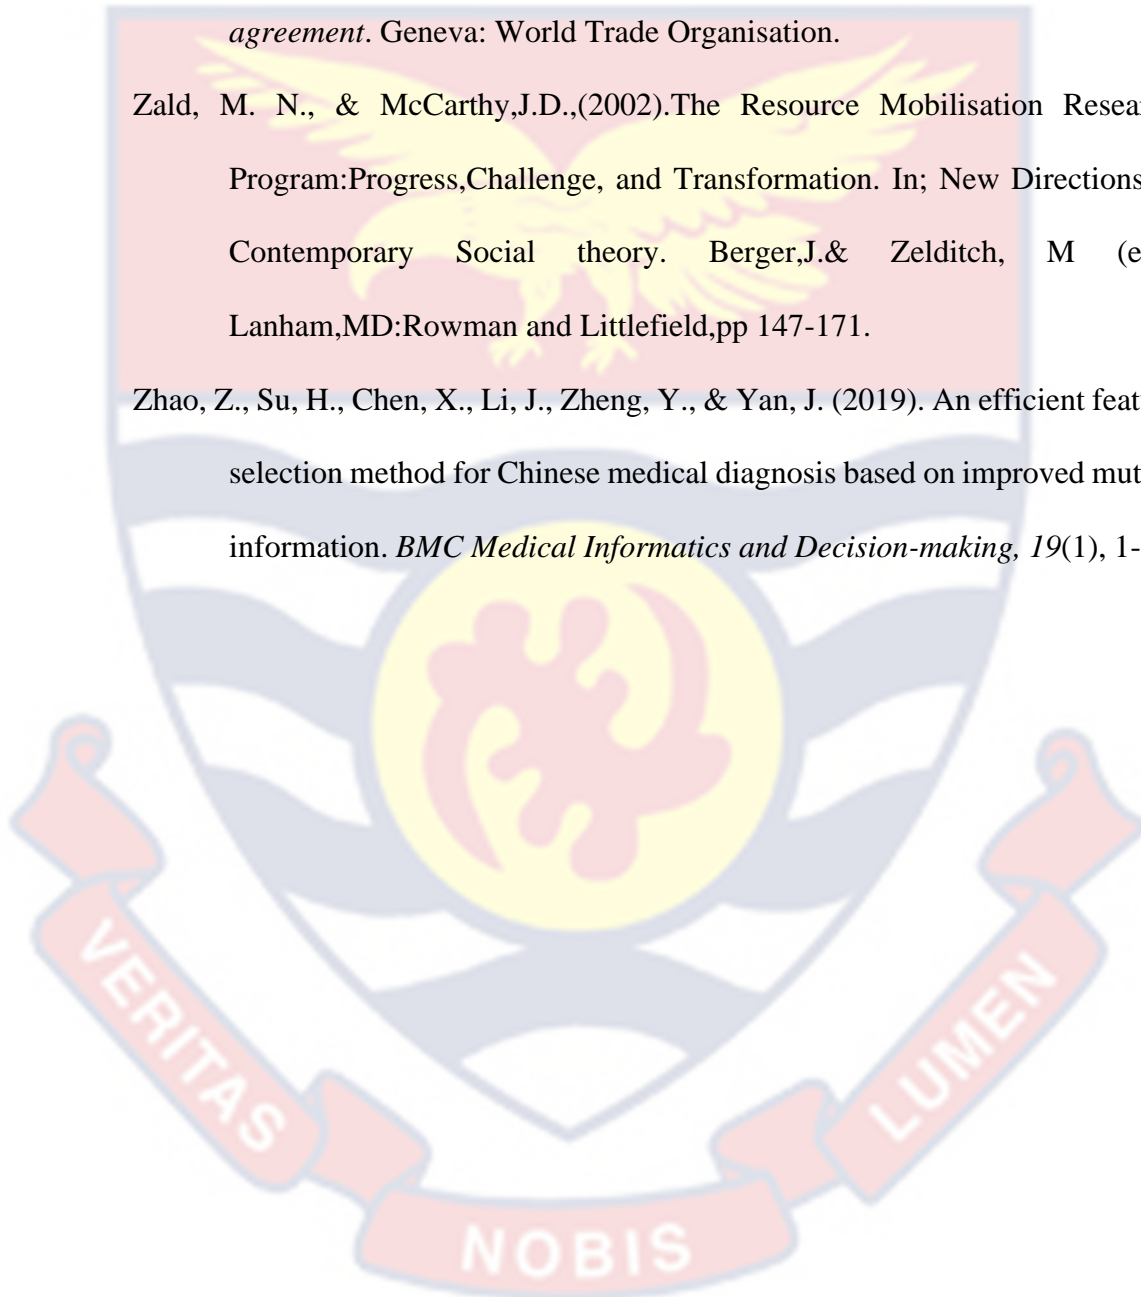 agreement. Geneva: World Trade Organisation.
Zald, M. N., & McCarthy,J.D.,(2002).The Resource Mobilisation
Program:Progress,Challenge, and Transformation. In; New Directions
Contemporary Social theory. Berger,J.& Zelditch, M
Lanham,MD:Rowman and Littlefield,pp 147-171.
Zhao, Z., Su, H., Chen, X., Li, J., Zheng, Y., & Yan, J. (2019). An efficient
selection method for Chinese medical diagnosis based on improved
information. BMC Medical Informatics and Decision-making, 19(1), 1-
VERITAS
NOBIS
LUMEN